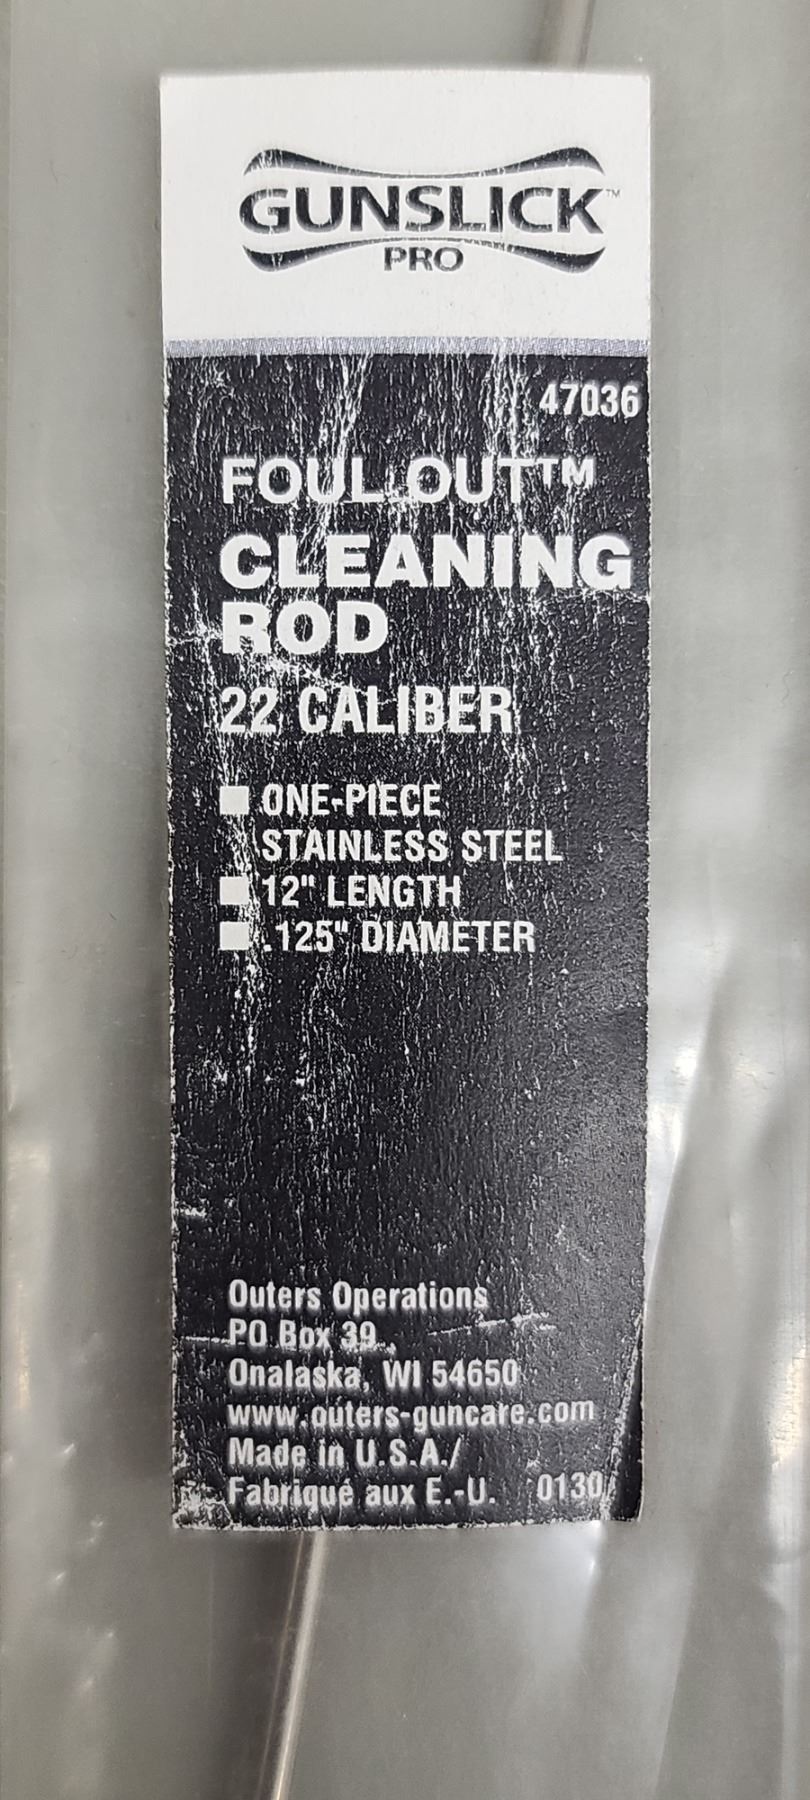 GUNSLICK™
PRO
47036
FOUL OUT™
CLEANING
ROD
22 CALIBER
■ ONE-PIECE
STAINLESS STEEL
■ 12" LENGTH
■ .125" DIAMETER
Outers Operations
PO Box 39
Onalaska, WI 54650
www.outers-guncare.com
Made in U.S.A./
Fabriqué aux E.-U. 0130